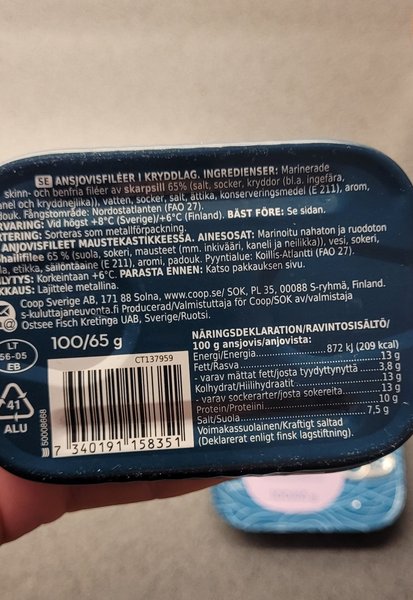 SE ANSJOVISFILÉER I KRYDDLAG. INGREDIENSER: Marinerade
skinn- och benfria filéer av skarpsill 65% (salt, socker, kryddor (bl.a. ingefära,
kanel och kryddnejlika)), vatten, socker, salt, ättika, konserveringsmedel (E 211), arom,
Fångstområde: Nordostatlanten (FAO 27).
VARING: Vid högst +8°C (Sverige)/+6°C (Finland). BÄST FÖRE: Se sidan.
RTERING: Sorteras som metallförpackning.
ANJOVISFILEET MAUSTEKASTIKKEESSA. AINESOSAT: Marinoitu nahaton ja ruodoton
hailifilee 65 % (suola, sokeri, mausteet (mm. inkivääri, kaneli ja neilikka)), vesi, sokeri,
etikka, säilöntäaine (E 211), aromi, padouk. Pyyntialue: Koillis-Atlantti (FAO 27).
LYTYS: Korkeintaan +6°C. PARASTA ENNEN: Katso pakkauksen sivu.
KKAUS: Lajittele metallina.
Coop Sverige AB, 171 88 Solna, www.coop.se/ SOK, PL 35, 00088 S-ryhmä, Finland.
s-kuluttajaneuvonta.fi Producerad/Valmistuttaja för Coop/SOK av/valmistaja
Ostsee Fisch Kretinga UAB, Sverige/Ruotsi.
LT
56-05
EB
100/65 g
CT137959
7 340191 158351
50008668
41
ALU
NÄRINGSDEKLARATION/RAVINTOSISÄLTÖ/
100 g ansjovis/anjovista:
Energi/Energia 872 kJ (209 kcal)
Fett/Rasva 13 g
- varav mättat fett/josta tyydyttynyttä 3,8 g
Kolhydrat/Hiilihydraatit 13 g
- varav sockerarter/josta sokereita 13 g
Protein/Proteiini 10 g
Salt/Suola 7,5 g
Voimakassuolainen/Kraftigt saltad
(Deklarerat enligt finsk lagstiftning).